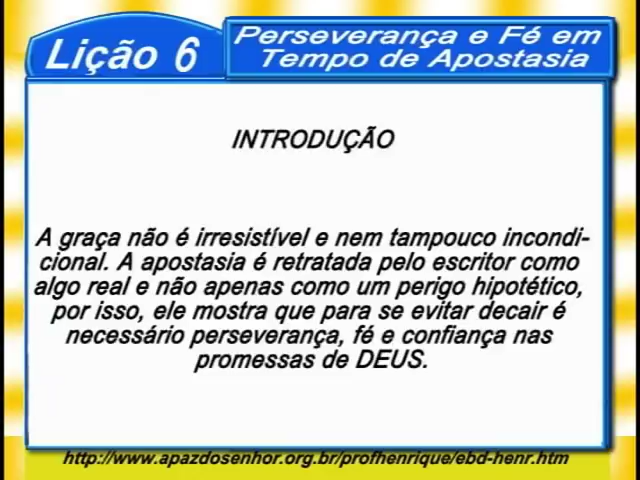 Lição 6
Perseverança e Fé em
Tempo de Apostasia
INTRODUÇÃO
A graça não é irresistível e nem tampouco incondi-
cional. A apostasia é retratada pelo escritor como
algo real e não apenas como um perigo hipotético,
por isso, ele mostra que para se evitar decair é
necessário perseverança, fé e confiança nas
promessas de DEUS.
http://www.apazdosenhor.org.br/profhenrique/ebd-henr.htm